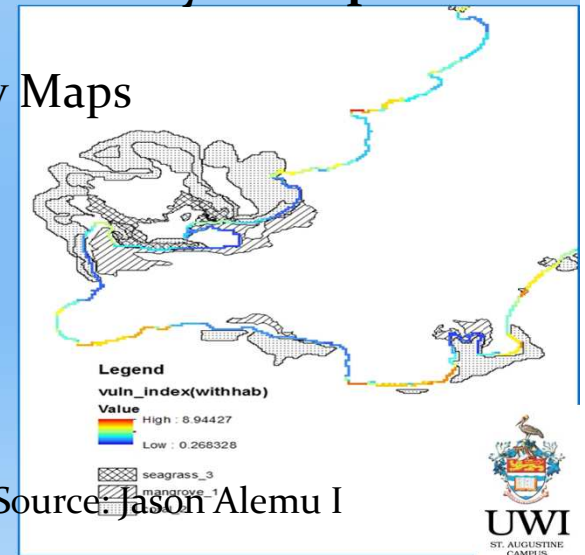 y Maps
Legend
vuln_index(withhab)
Value
High : 8.94427
Low : 0.268328
seagrass_3
mangrove_1
Source: Jason Alemu I
UWI
ST. AUGUSTINE
CAMPUS